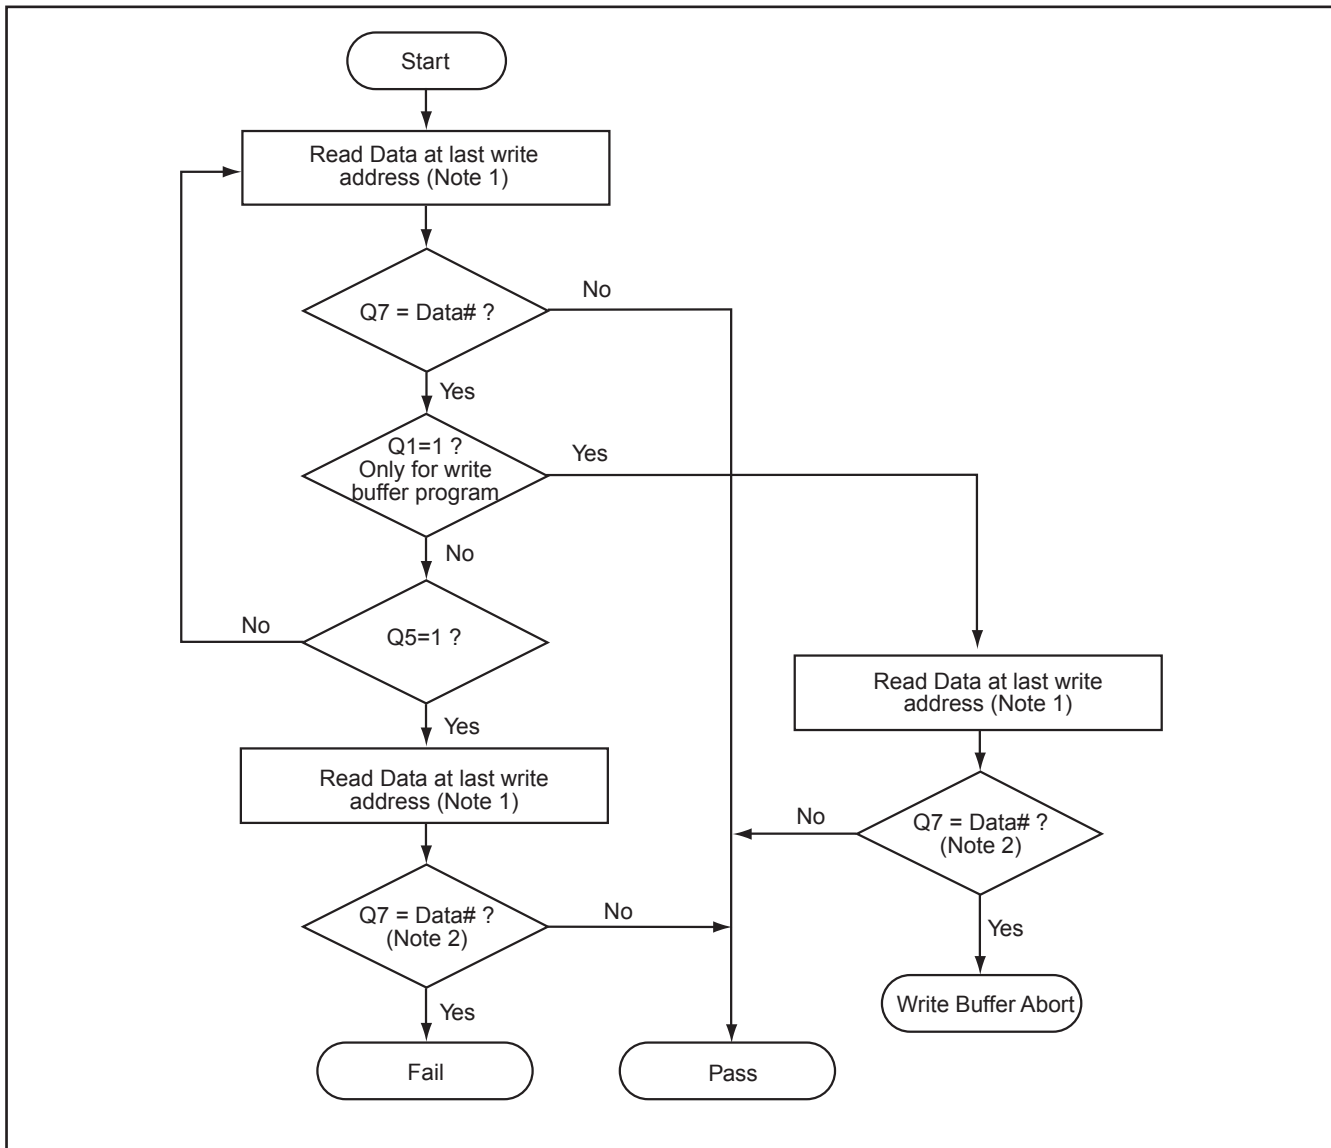 Start
Read Data at last write
address (Note 1)
Q7 = Data# ?
No
Yes
Q1=1 ?
Only for write
buffer program
Yes
No
Q5=1 ?
No
Yes
Read Data at last write
address (Note 1)
Read Data at last write
address (Note 1)
Q7 = Data# ?
(Note 2)
No
Yes
Write Buffer Abort
Q7 = Data# ?
(Note 2)
No
Yes
Fail
Pass